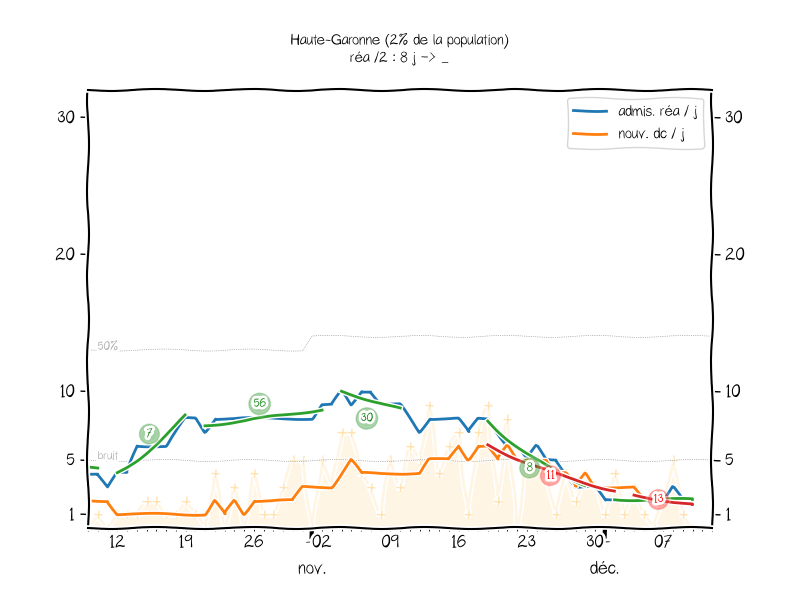 Haute-Garonne (2% de la population)
réa /2 : 8 j -> _
admis. réa / j
nouv. dc / j
30 30
20 20
50%
10 10
56
7
30
bruit
5 5
8
11
13
1 1
12 19 26 02 09 16 23 30 07
nov. déc.